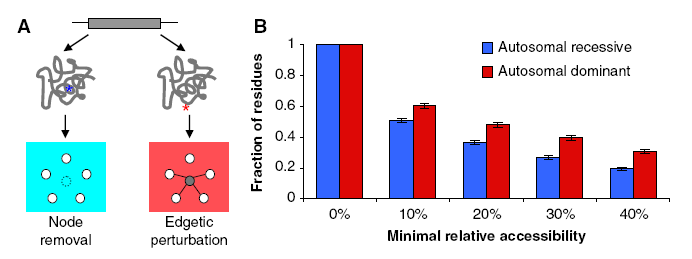 A
*
*
Node
removal
Edgetic
perturbation
B
Fraction of residues
1
0.8
0.6
0.4
0.2
0
Autosomal recessive
Autosomal dominant
0%
10%
20%
30%
40%
Minimal relative accessibility